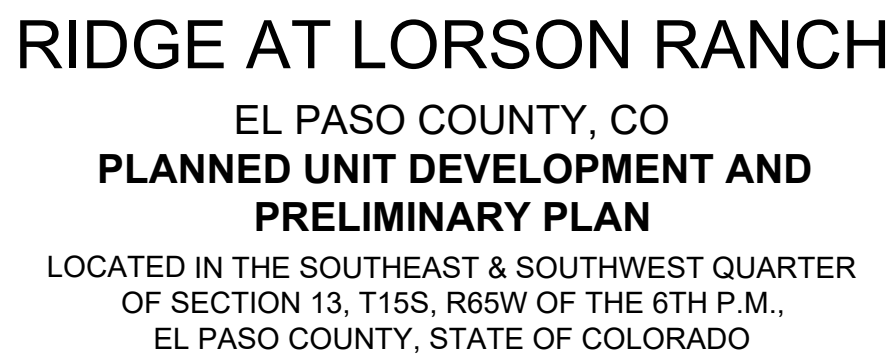 RIDGE AT LORSON RANCH
EL PASO COUNTY, CO
PLANNED UNIT DEVELOPMENT AND
PRELIMINARY PLAN
LOCATED IN THE SOUTHEAST & SOUTHWEST QUARTER
OF SECTION 13, T15S, R65W OF THE 6TH P.M.,
EL PASO COUNTY, STATE OF COLORADO